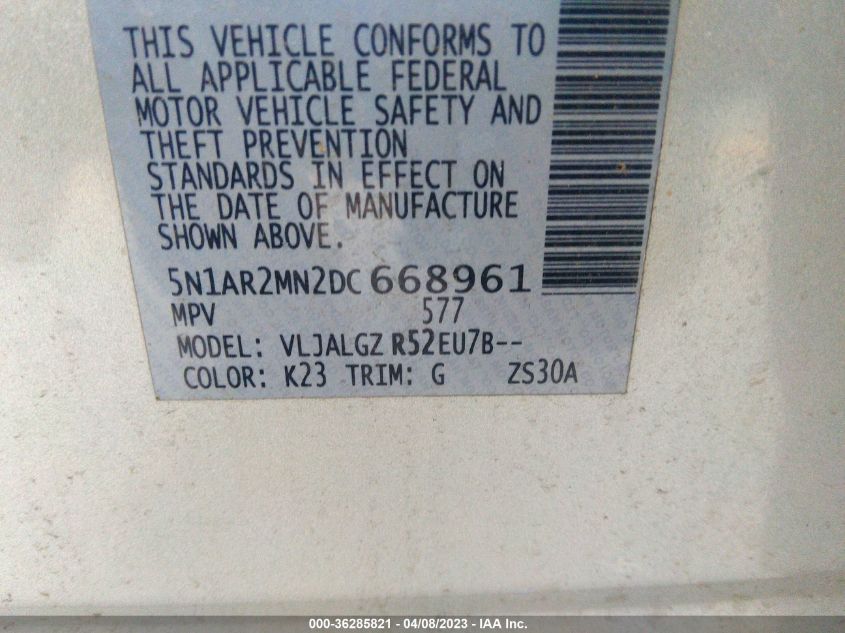 THIS VEHICLE CONFORMS TO
ALL APPLICABLE FEDERAL
MOTOR VEHICLE SAFETY AND
THEFT PREVENTION
STANDARDS IN EFFECT ON
THE DATE OF MANUFACTURE
SHOWN ABOVE.
5N1AR2MN2DC668961
MPV 577
MODEL: VLJALGZ R52EU7B--
COLOR: K23 TRIM: G ZS30A
000-36285821 - 04/08/2023 - IAA Inc.